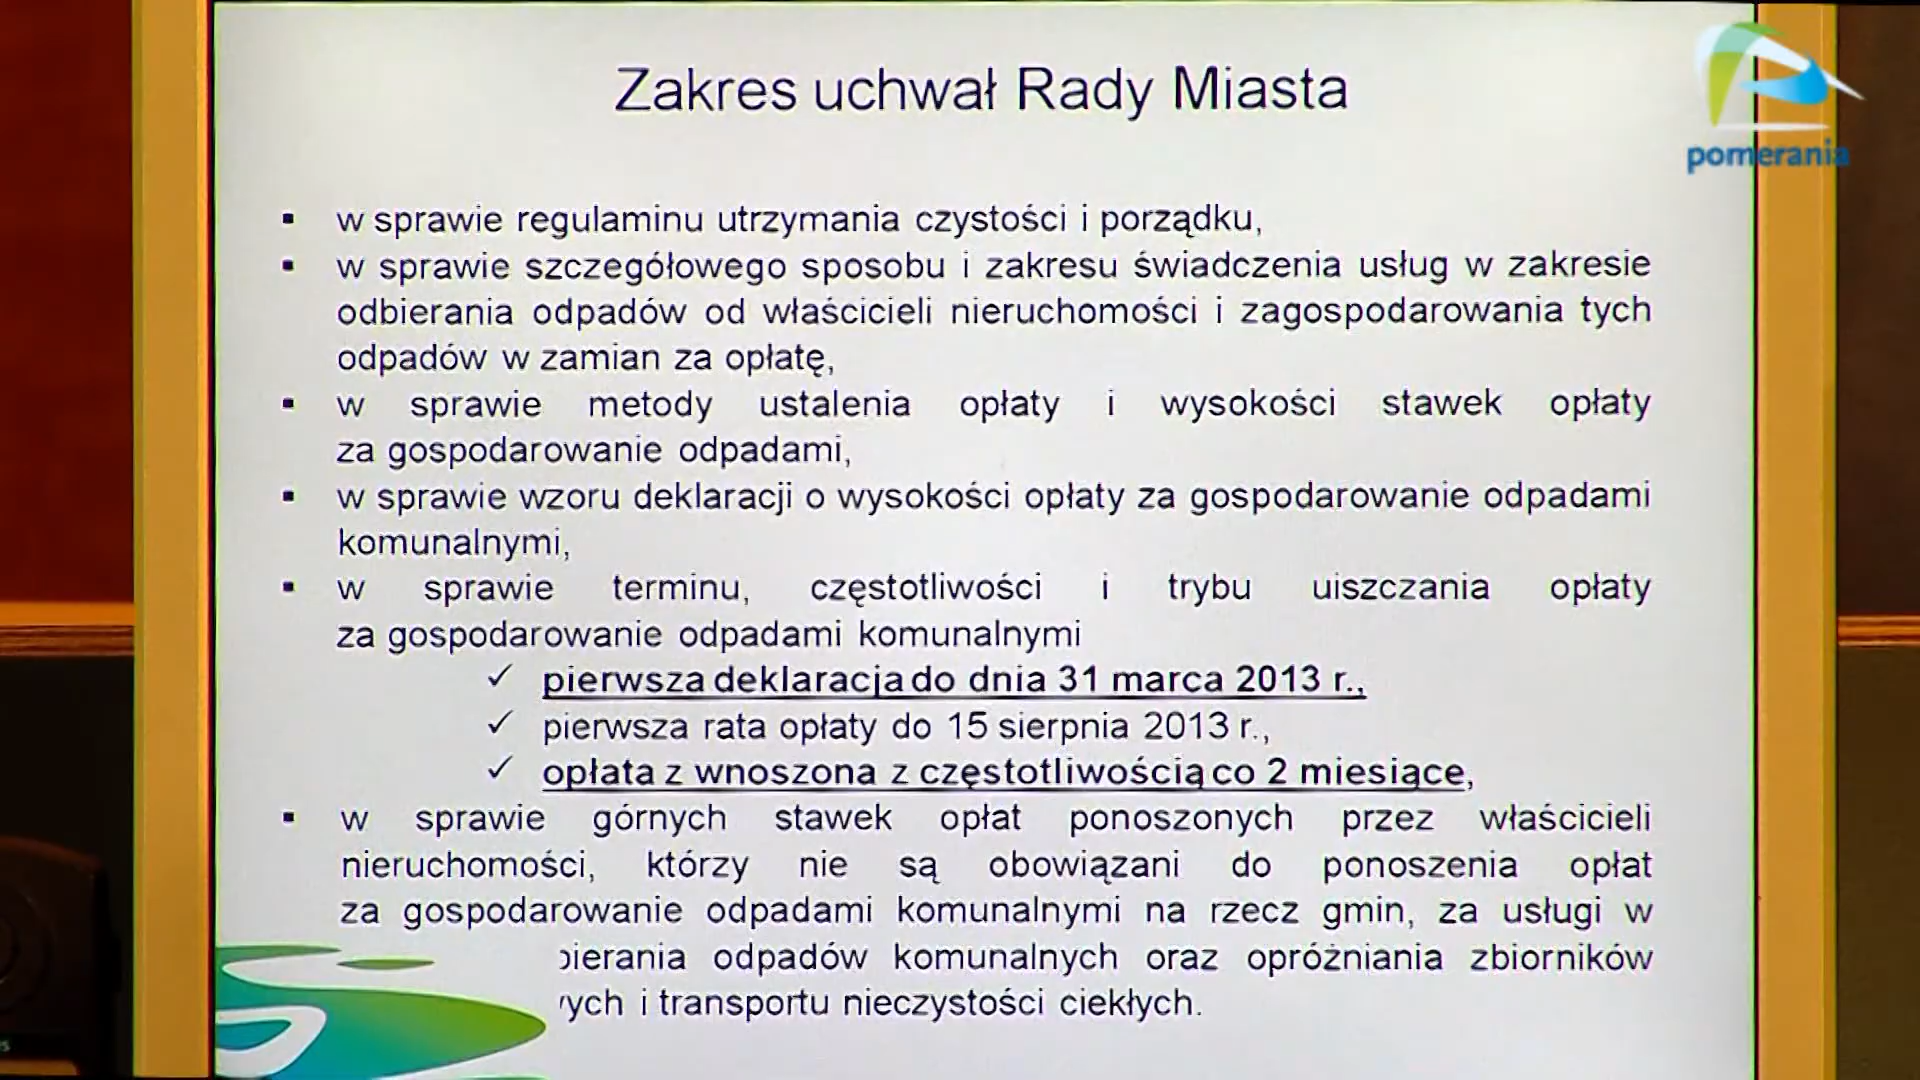 Zakres uchwał Rady Miasta
pomerania
▪ w sprawie regulaminu utrzymania czystości i porządku,
▪ w sprawie szczegółowego sposobu i zakresu świadczenia usług w zakresie
odbierania odpadów od właścicieli nieruchomości i zagospodarowania tych
odpadów w zamian za opłatę,
▪ w sprawie metody ustalenia opłaty i wysokości stawek opłaty
za gospodarowanie odpadami,
▪ w sprawie wzoru deklaracji o wysokości opłaty za gospodarowanie odpadami
komunalnymi,
▪ w sprawie terminu, częstotliwości i trybu uiszczania opłaty
za gospodarowanie odpadami komunalnymi
✓ pierwsza deklaracja do dnia 31 marca 2013 r.,
✓ pierwsza rata opłaty do 15 sierpnia 2013 r.,
✓ opłata z wnoszona z częstotliwością co 2 miesiące,
▪ w sprawie górnych stawek opłat ponoszonych przez właścicieli
nieruchomości, którzy nie są obowiązani do ponoszenia opłat
za gospodarowanie odpadami komunalnymi na rzecz gmin, za usługi w
bierania odpadów komunalnych oraz opróżniania zbiorników
ych i transportu nieczystości ciekłych.